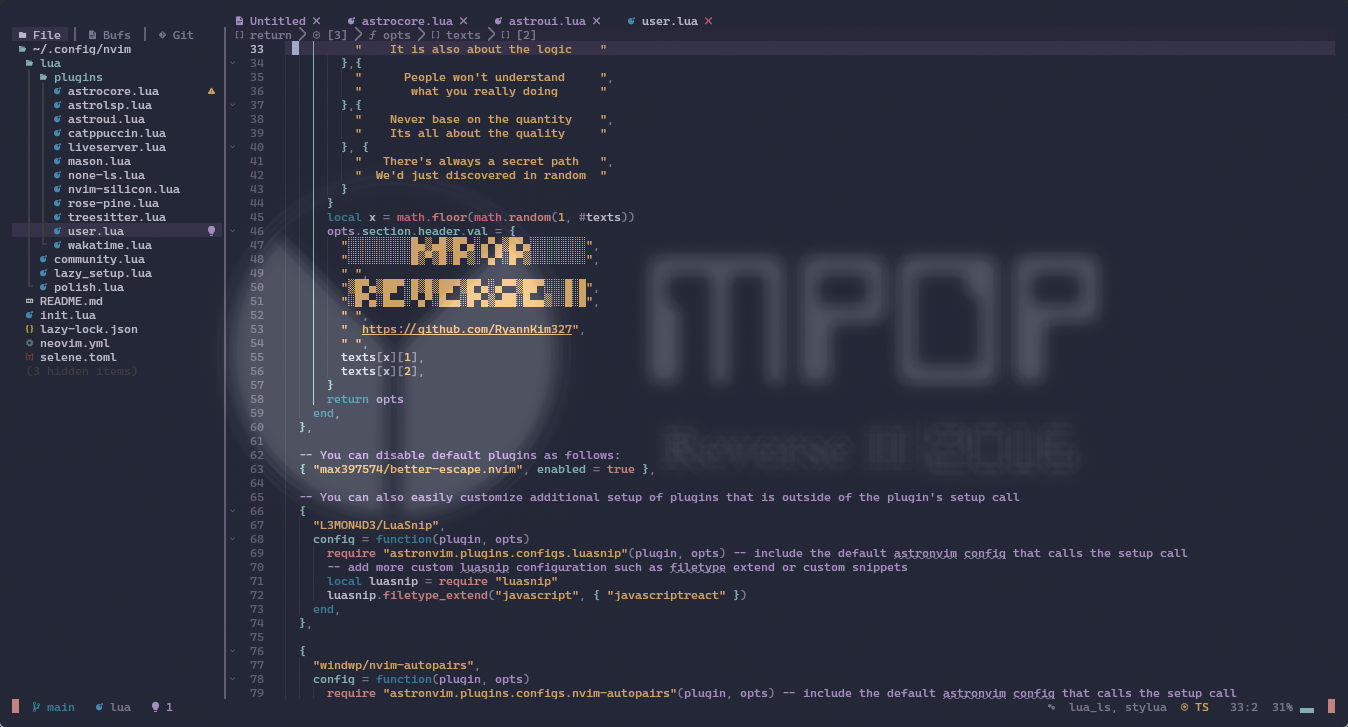 Untitled × astrocore.lua × astroui.lua × user.lua ×
File | Bufs | Git
return > [3] > ƒ opts > [] texts > [] [2]
~/.config/nvim
lua
plugins
astrocore.lua
astrolsp.lua
astroui.lua
catppuccin.lua
liveserver.lua
mason.lua
none-ls.lua
nvim-silicon.lua
rose-pine.lua
treesitter.lua
user.lua
wakatime.lua
community.lua
lazy_setup.lua
polish.lua
README.md
init.lua
lazy-lock.json
neovim.yml
selene.toml
(3 hidden items)
33 "    It is also about the logic    "
34 },{
35 "      People won't understand     ",
36 "       what you really doing      "
37 },{
38 "    Never base on the quantity    ",
39 "    Its all about the quality     "
40 }, {
41 "   There's always a secret path   ",
42 "  We'd just discovered in random  "
43 }
44 }
45 local x = math.floor(math.random(1, #texts))
46 opts.section.header.val = {
47 "
48 "
49 " ",
50 "
51 "
52 " ",
53 "  https://github.com/RyannKim327",
54 " ",
55 texts[x][1],
56 texts[x][2],
57 }
58 return opts
59 end,
60 },
61
62 -- You can disable default plugins as follows:
63 { "max397574/better-escape.nvim", enabled = true },
64
65 -- You can also easily customize additional setup of plugins that is outside of the plugin's setup call
66 {
67 "L3MON4D3/LuaSnip",
68 config = function(plugin, opts)
69 require "astronvim.plugins.configs.luasnip"(plugin, opts) -- include the default astronvim config that calls the setup call
70 -- add more custom luasnip configuration such as filetype extend or custom snippets
71 local luasnip = require "luasnip"
72 luasnip.filetype_extend("javascript", { "javascriptreact" })
73 end,
74 },
75
76 {
77 "windwp/nvim-autopairs",
78 config = function(plugin, opts)
79 require "astronvim.plugins.configs.nvim-autopairs"(plugin, opts) -- include the default astronvim config that calls the setup call
MPOP
Reverse II 2016
main lua 1 lua_ls, stylua TS 33:2 31%